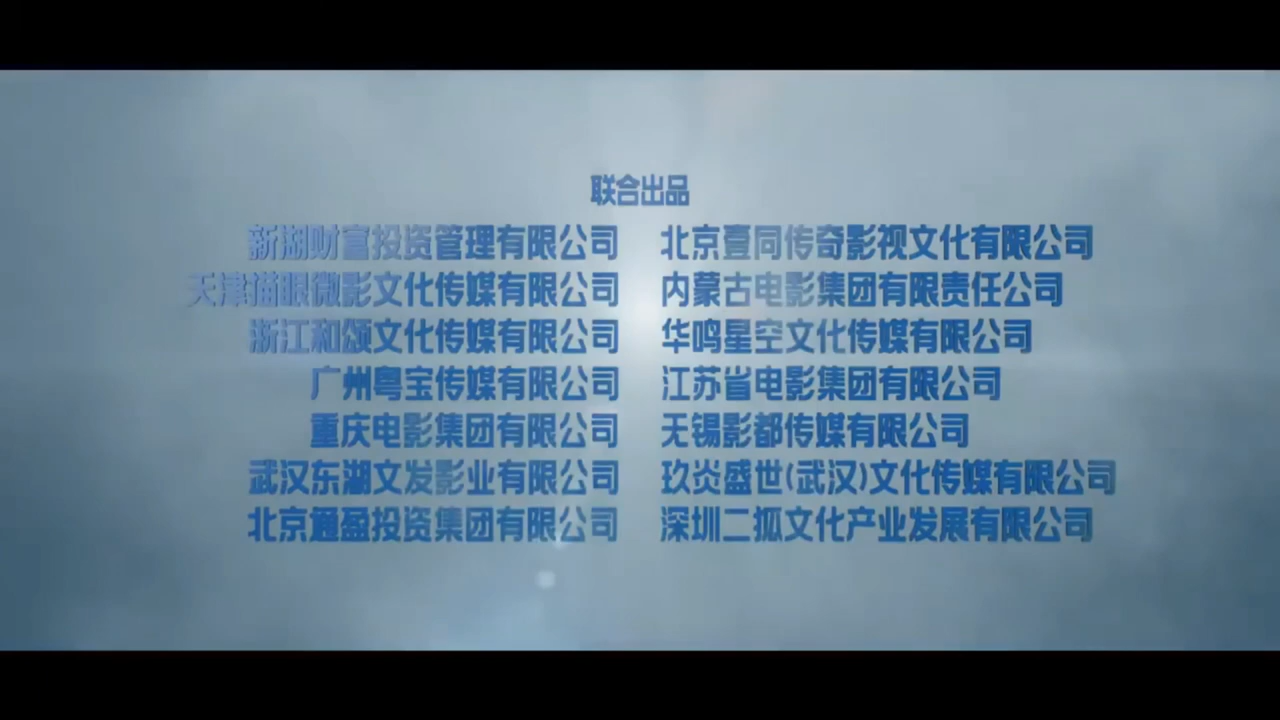 联合出品
新湖财富投资管理有限公司 北京壹同传奇影视文化有限公司
天津猫眼微影文化传媒有限公司 内蒙古电影集团有限责任公司
浙江和颂文化传媒有限公司 华鸣星空文化传媒有限公司
广州粤宝传媒有限公司 江苏省电影集团有限公司
重庆电影集团有限公司 无锡影都传媒有限公司
武汉东湖文发影业有限公司 玖炎盛世(武汉)文化传媒有限公司
北京通盈投资集团有限公司 深圳二狐文化产业发展有限公司